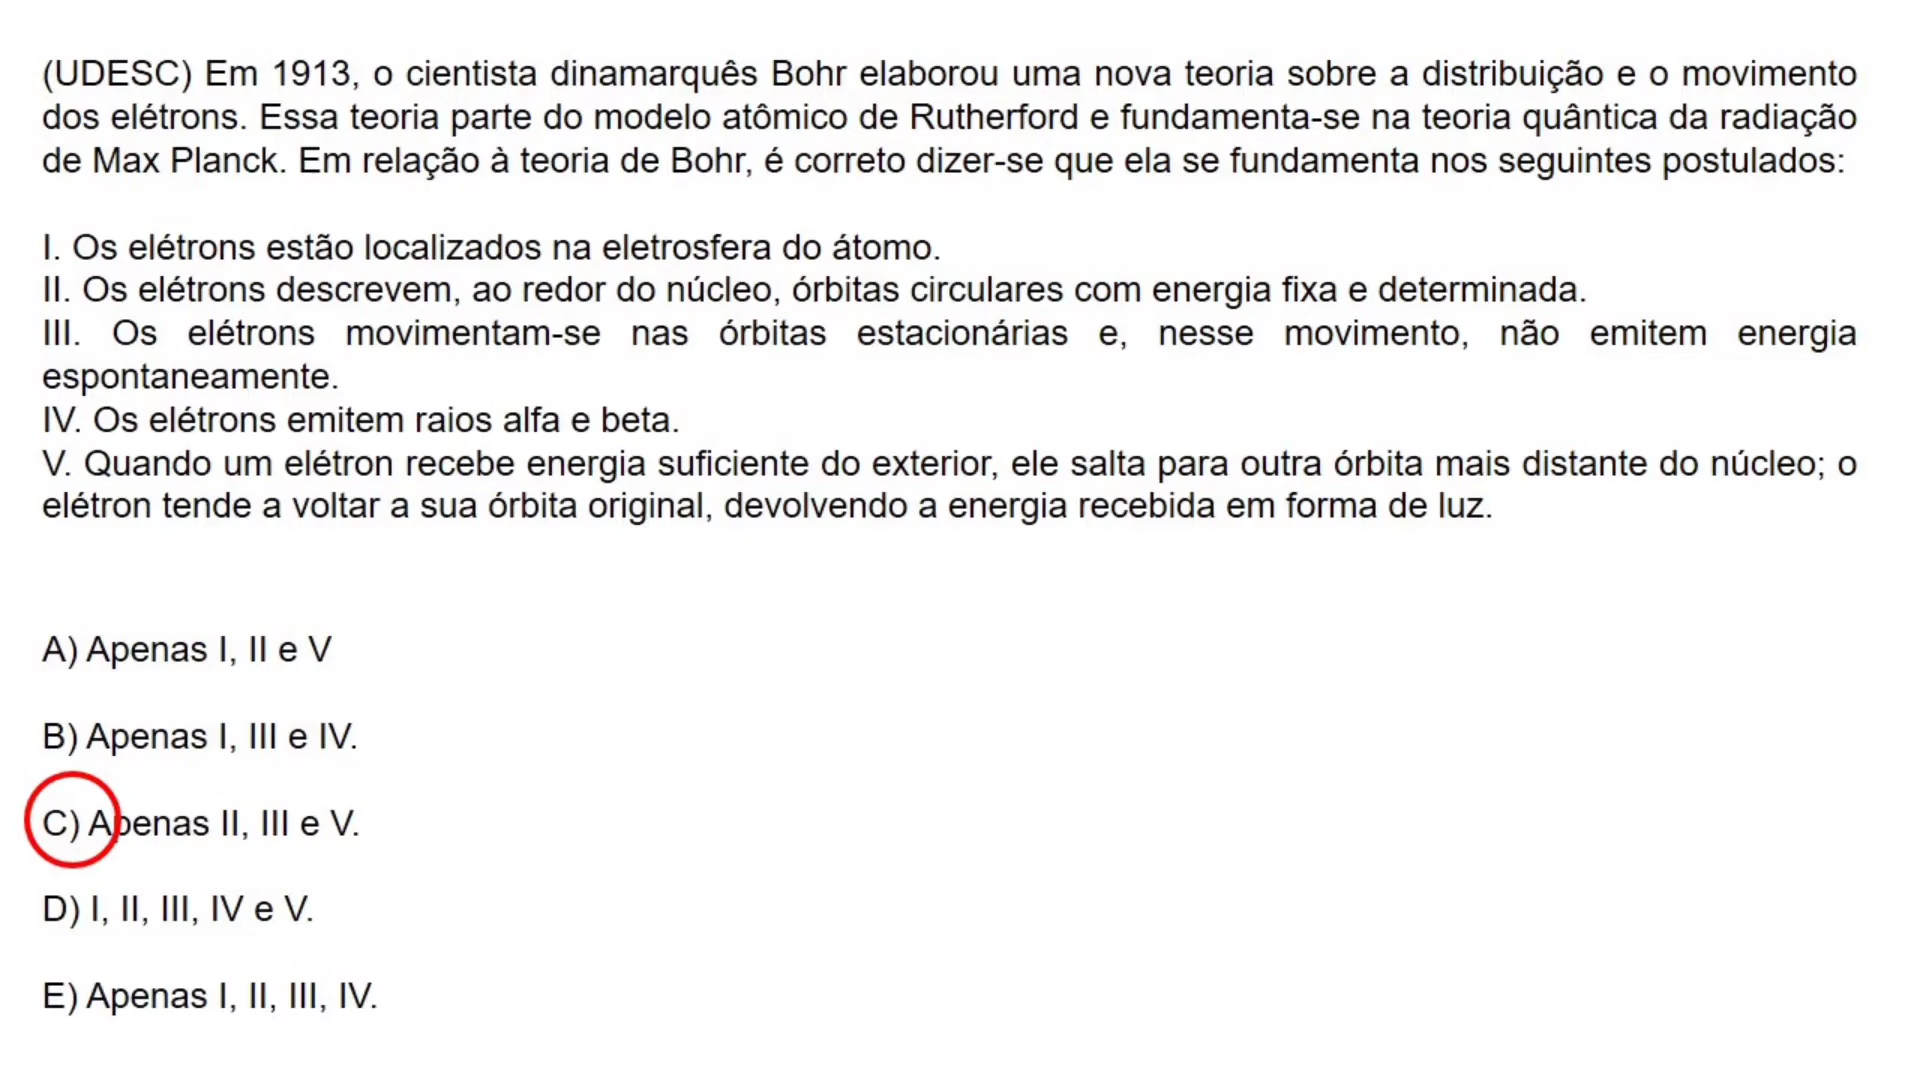 (UDESC) Em 1913, o cientista dinamarquês Bohr elaborou uma nova teoria sobre a distribuição e o movimento
dos elétrons. Essa teoria parte do modelo atômico de Rutherford e fundamenta-se na teoria quântica da radiação
de Max Planck. Em relação à teoria de Bohr, é correto dizer-se que ela se fundamenta nos seguintes postulados:
I. Os elétrons estão localizados na eletrosfera do átomo.
II. Os elétrons descrevem, ao redor do núcleo, órbitas circulares com energia fixa e determinada.
III. Os elétrons movimentam-se nas órbitas estacionárias e, nesse movimento, não emitem energia
espontaneamente.
IV. Os elétrons emitem raios alfa e beta.
V. Quando um elétron recebe energia suficiente do exterior, ele salta para outra órbita mais distante do núcleo; o
elétron tende a voltar a sua órbita original, devolvendo a energia recebida em forma de luz.
A) Apenas I, II e V
B) Apenas I, III e IV.
C) Apenas II, III e V.
D) I, II, III, IV e V.
E) Apenas I, II, III, IV.